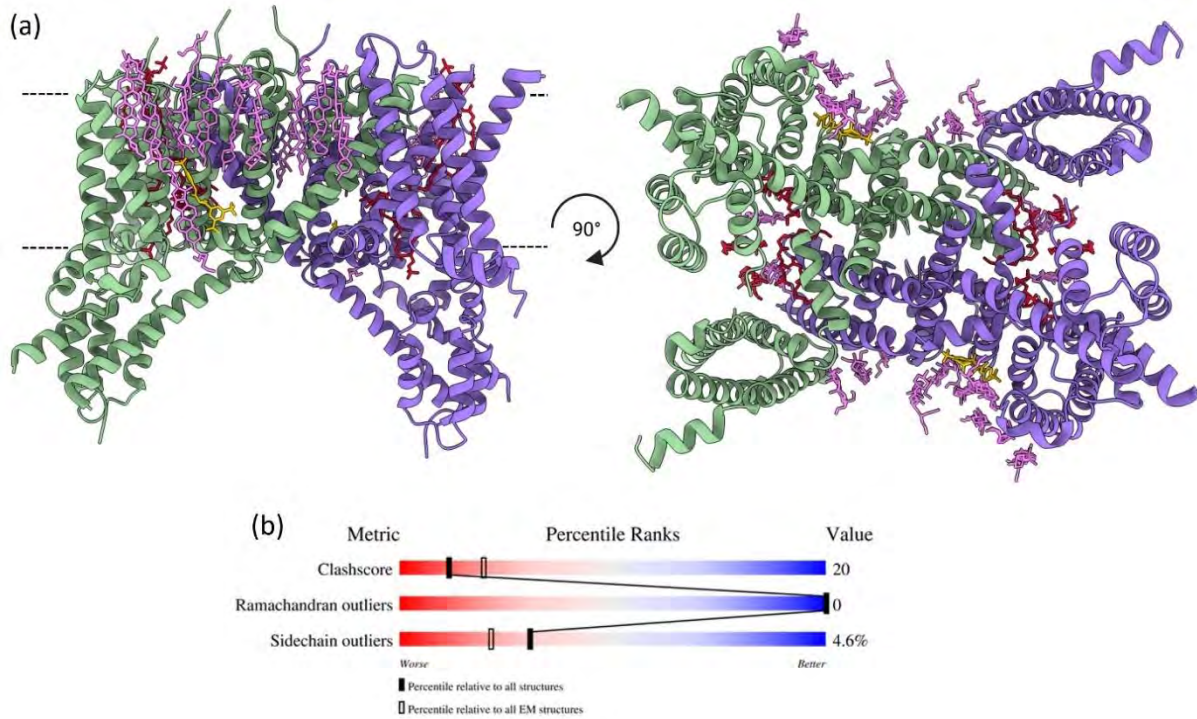 (a)
90°
(b)
Metric Percentile Ranks Value
Clashscore 20
Ramachandran outliers 0
Sidechain outliers 4.6%
Worse Better
Percentile relative to all structures
Percentile relative to all EM structures